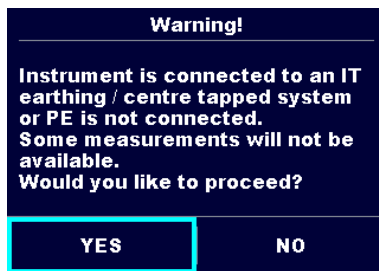 Warning!
Instrument is connected to an IT
earthing / centre tapped system
or PE is not connected.
Some measurements will not be
available.
Would you like to proceed?
YES
NO